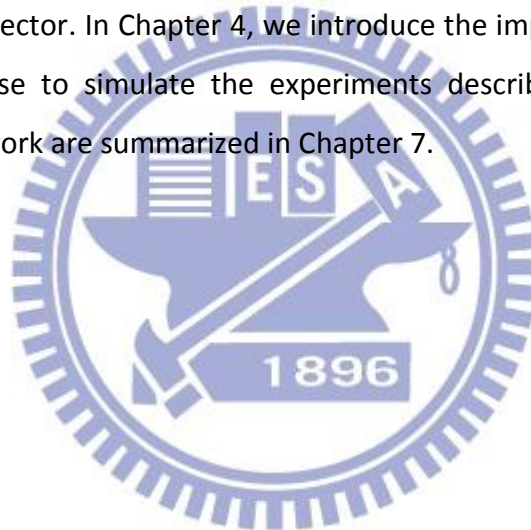 ector. In Chapter 4, we introduce the imp
se to simulate the experiments describ
ork are summarized in Chapter 7.
E S A
1896